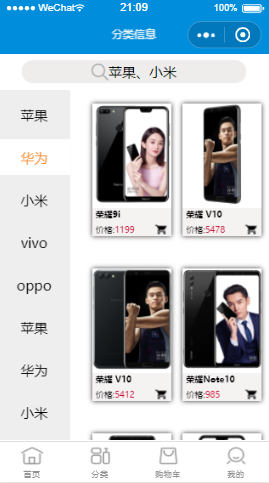 WeChat 21:09 100%
分类信息
苹果、小米
苹果
华为
小米
vivo
oppo
苹果
华为
小米
荣耀9i
价格:1199
荣耀 V10
价格:5478
荣耀 V10
价格:5412
荣耀Note10
价格:985
首页 分类 购物车 我的